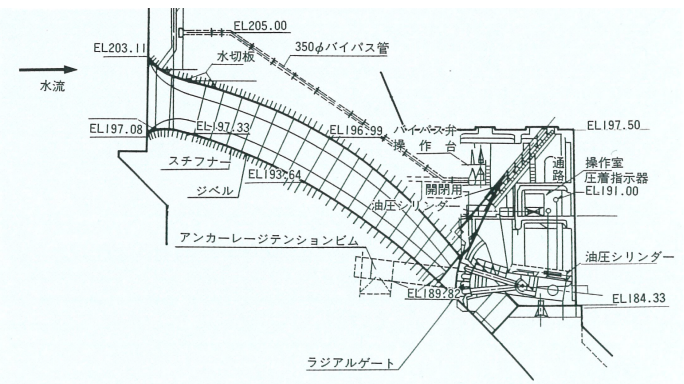 EL205.00
EL203.11
350φバイパス管
水切板
水流
EL197.08
EL197.33
EL196.99
バイパス弁
操作台
EL197.50
スチフナー
ジベル
EL193.64
開閉用
油圧シリンダー
通路
操作室
圧着指示器
EL191.00
アンカーレージテンションビム
油圧シリンダー
EL189.82
EL184.33
ラジアルゲート